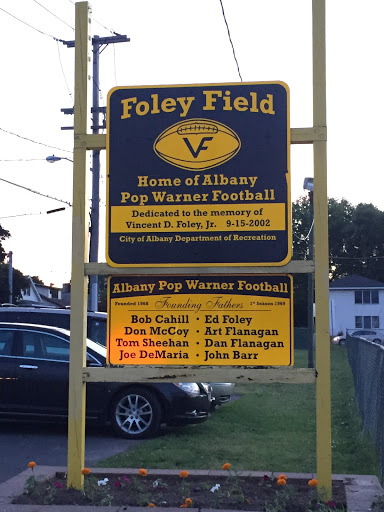 Foley Field
VF
Home of Albany
Pop Warner Football
Dedicated to the memory of
Vincent D. Foley, Jr. 9-15-2002
City of Albany Department of Recreation
Albany Pop Warner Football
Founded 1968 Founding Fathers 1st Season 1969
Bob Cahill • Ed Foley
Don McCoy • Art Flanagan
Tom Sheehan • Dan Flanagan
Joe DeMaria • John Barr